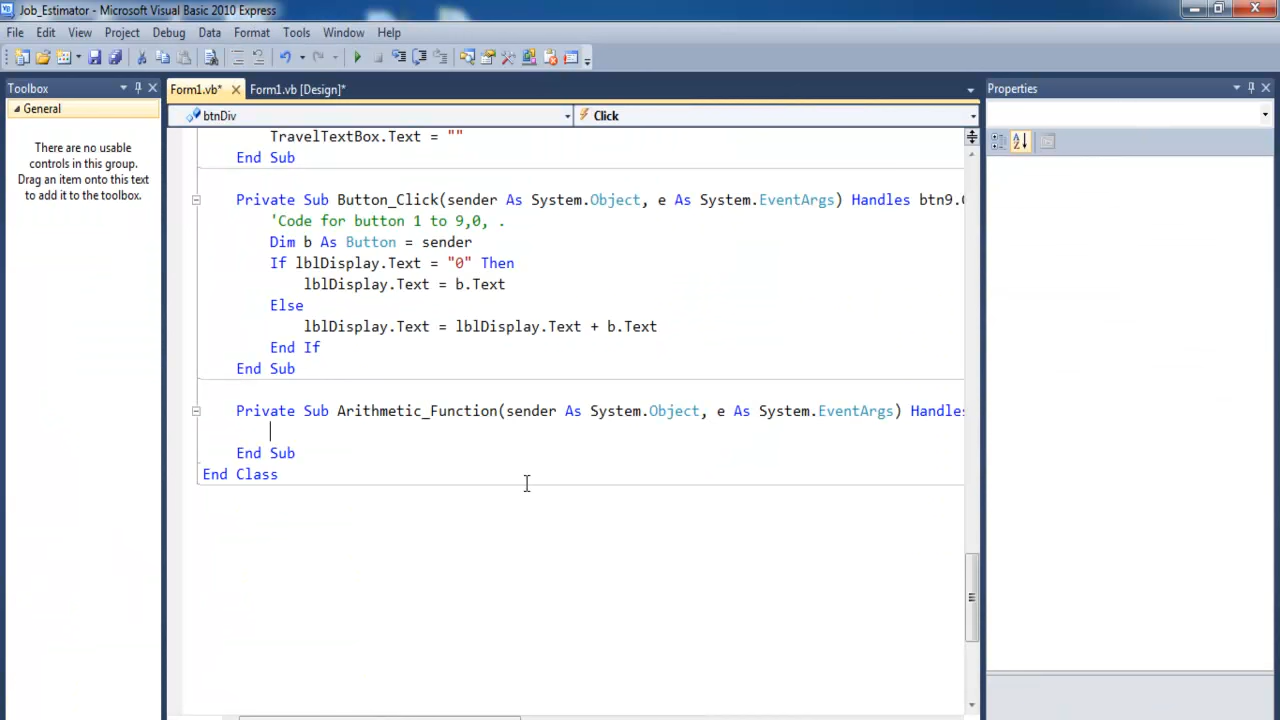 Job_Estimator - Microsoft Visual Basic 2010 Express
File Edit View Project Debug Data Format Tools Window Help
Toolbox
General
There are no usable
controls in this group.
Drag an item onto this text
to add it to the toolbox.
Form1.vb* Form1.vb [Design]*
btnDiv Click
TravelTextBox.Text = ""
End Sub
Private Sub Button_Click(sender As System.Object, e As System.EventArgs) Handles btn9.
'Code for button 1 to 9,0, .
Dim b As Button = sender
If lblDisplay.Text = "0" Then
lblDisplay.Text = b.Text
Else
lblDisplay.Text = lblDisplay.Text + b.Text
End If
End Sub
Private Sub Arithmetic_Function(sender As System.Object, e As System.EventArgs) Handles
End Sub
End Class
Properties